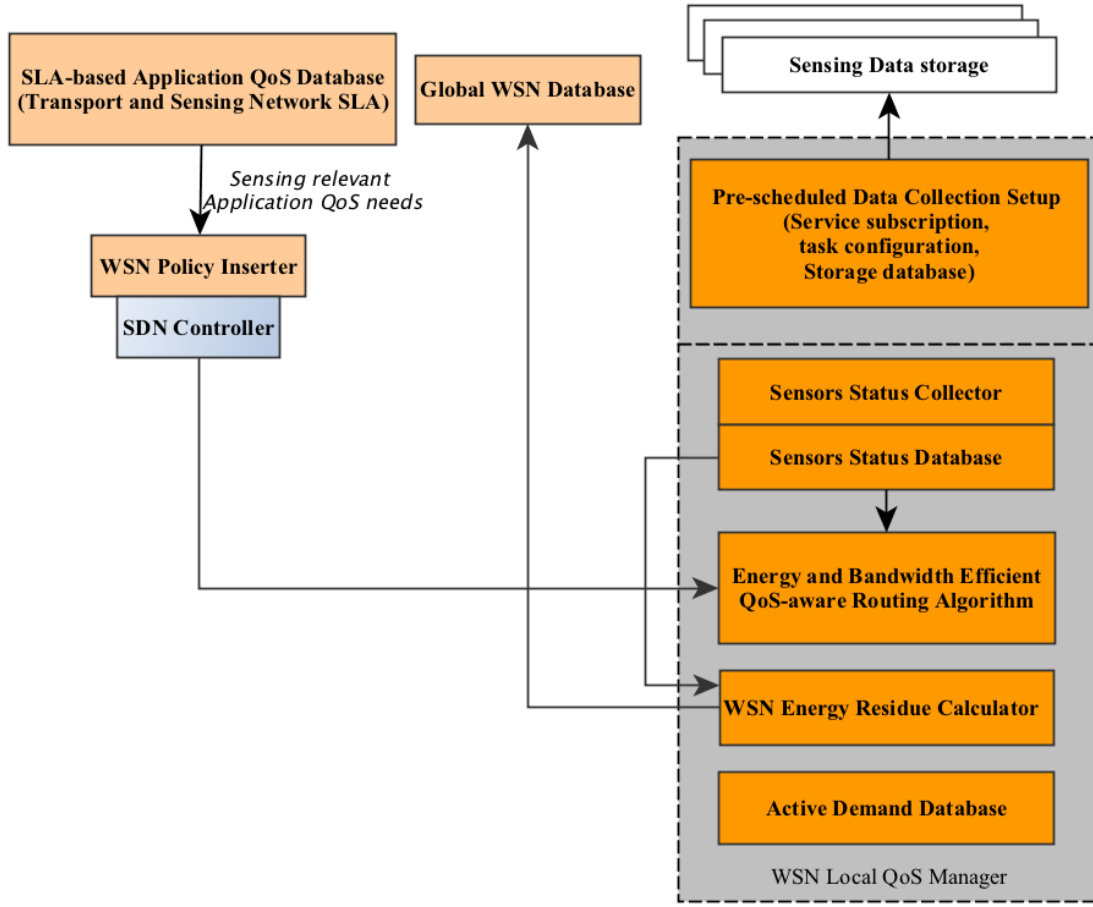 SLA-based Application QoS Database
(Transport and Sensing Network SLA)
Global WSN Database
Sensing Data storage
Sensing relevant
Application QoS needs
Pre-scheduled Data Collection Setup
(Service subscription,
task configuration,
Storage database)
WSN Policy Inserter
SDN Controller
Sensors Status Collector
Sensors Status Database
Energy and Bandwidth Efficient
QoS-aware Routing Algorithm
WSN Energy Residue Calculator
Active Demand Database
WSN Local QoS Manager